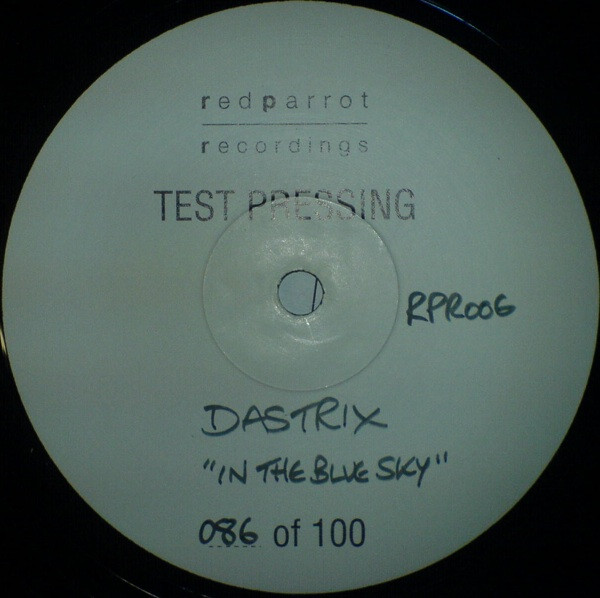 redparrot
recordings
TEST PRESSING
RPR006
DASTRIX
"IN THE BLUE SKY"
086 of 100